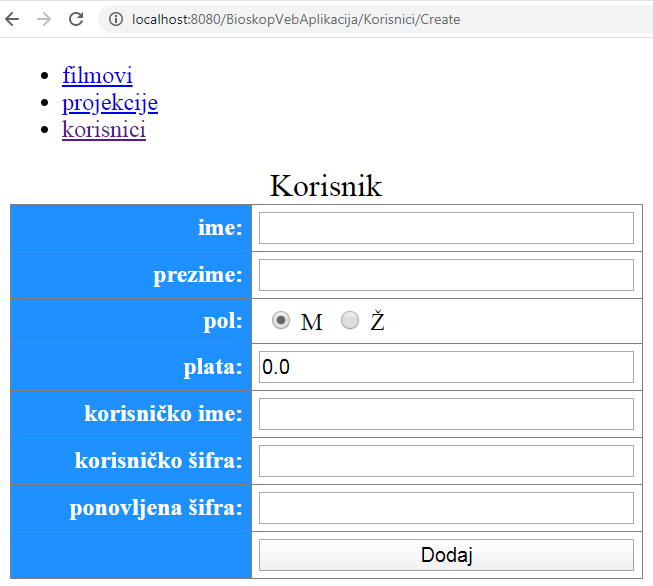 localhost:8080/BioskopVebAplikacija/Korisnici/Create
filmovi
projekcije
korisnici
Korisnik
ime:
prezime:
pol: M Ž
plata: 0.0
korisničko ime:
korisničko šifra:
ponovljena šifra:
Dodaj